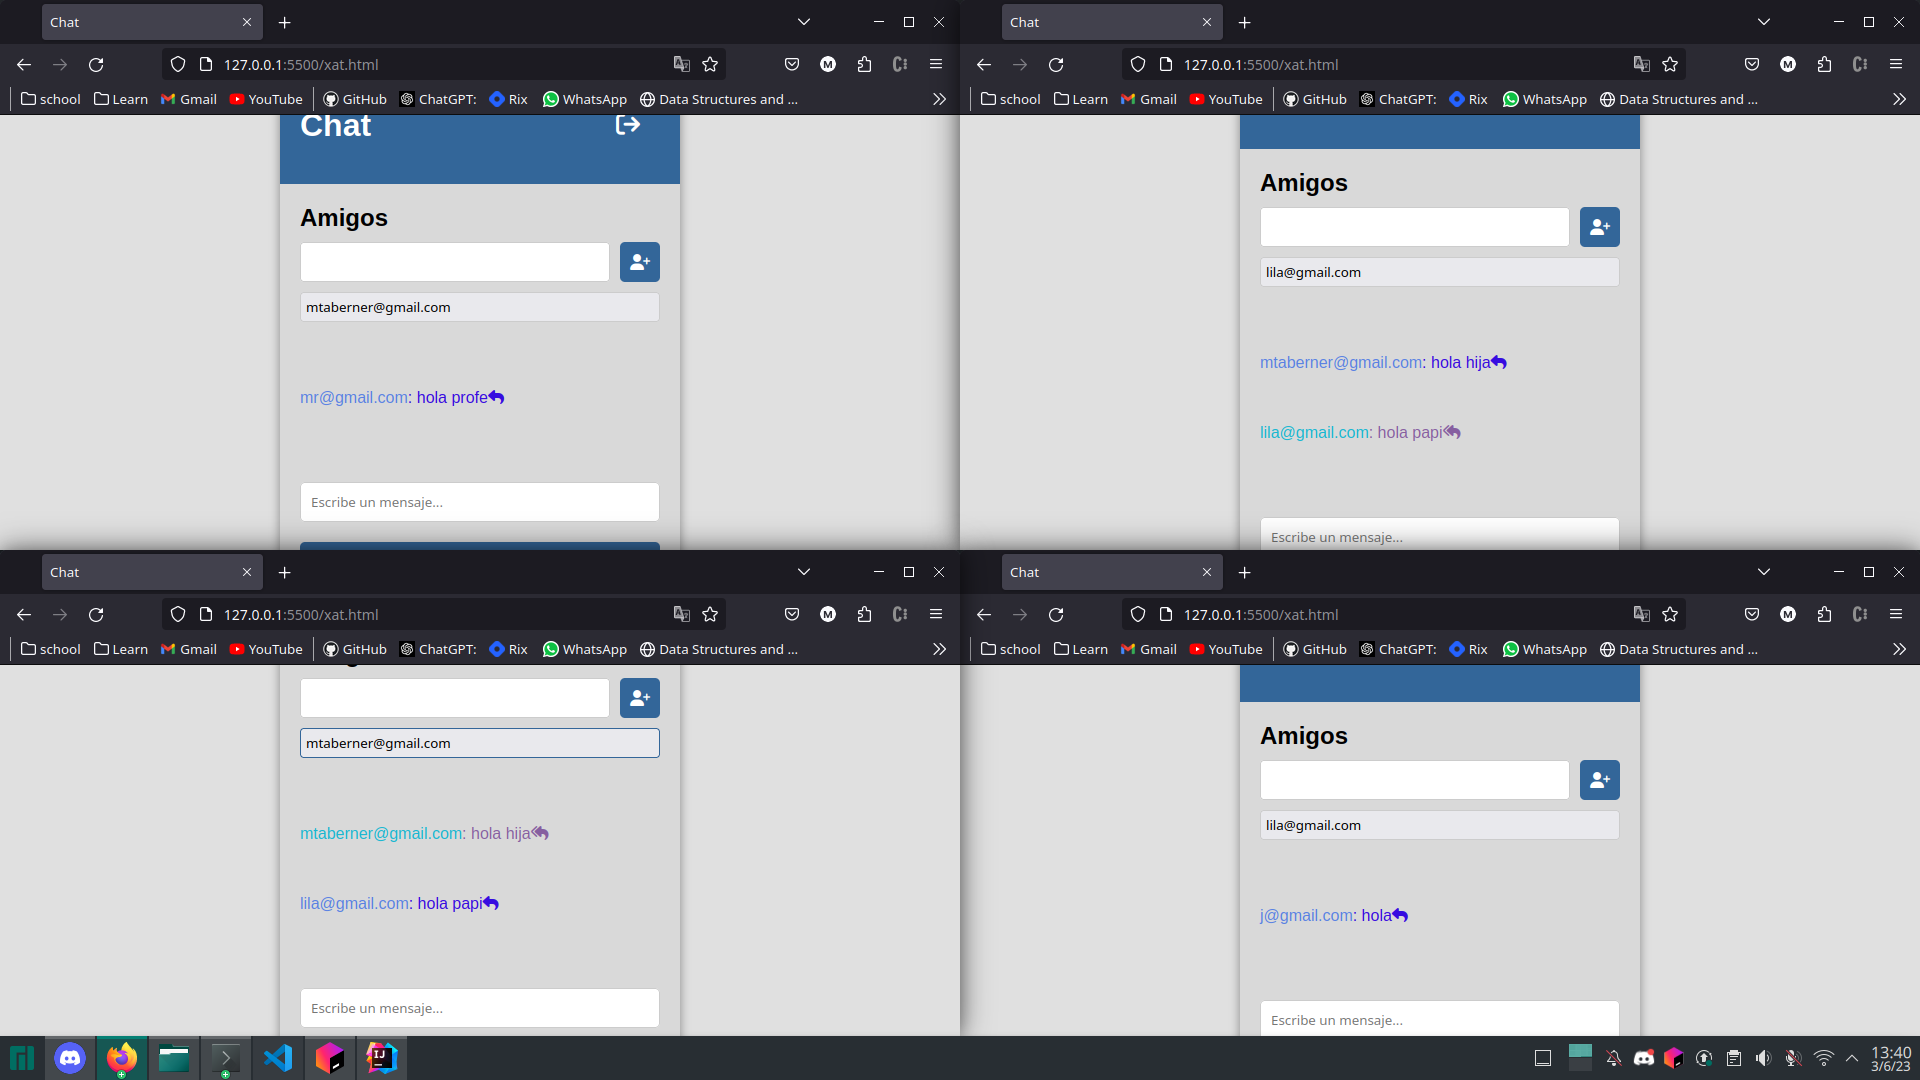 Chat
127.0.0.1:5500/xat.html
school Learn Gmail YouTube GitHub ChatGPT: Rix WhatsApp Data Structures and ...
Chat
Amigos
mtaberner@gmail.com
mr@gmail.com: hola profe
Escribe un mensaje...
Chat
127.0.0.1:5500/xat.html
school Learn Gmail YouTube GitHub ChatGPT: Rix WhatsApp Data Structures and ...
Amigos
lila@gmail.com
mtaberner@gmail.com: hola hija
lila@gmail.com: hola papi
Escribe un mensaje...
Chat
127.0.0.1:5500/xat.html
school Learn Gmail YouTube GitHub ChatGPT: Rix WhatsApp Data Structures and ...
mtaberner@gmail.com
mtaberner@gmail.com: hola hija
lila@gmail.com: hola papi
Escribe un mensaje...
Chat
127.0.0.1:5500/xat.html
school Learn Gmail YouTube GitHub ChatGPT: Rix WhatsApp Data Structures and ...
Amigos
lila@gmail.com
j@gmail.com: hola
Escribe un mensaje...
IJ
13:40
3/6/23